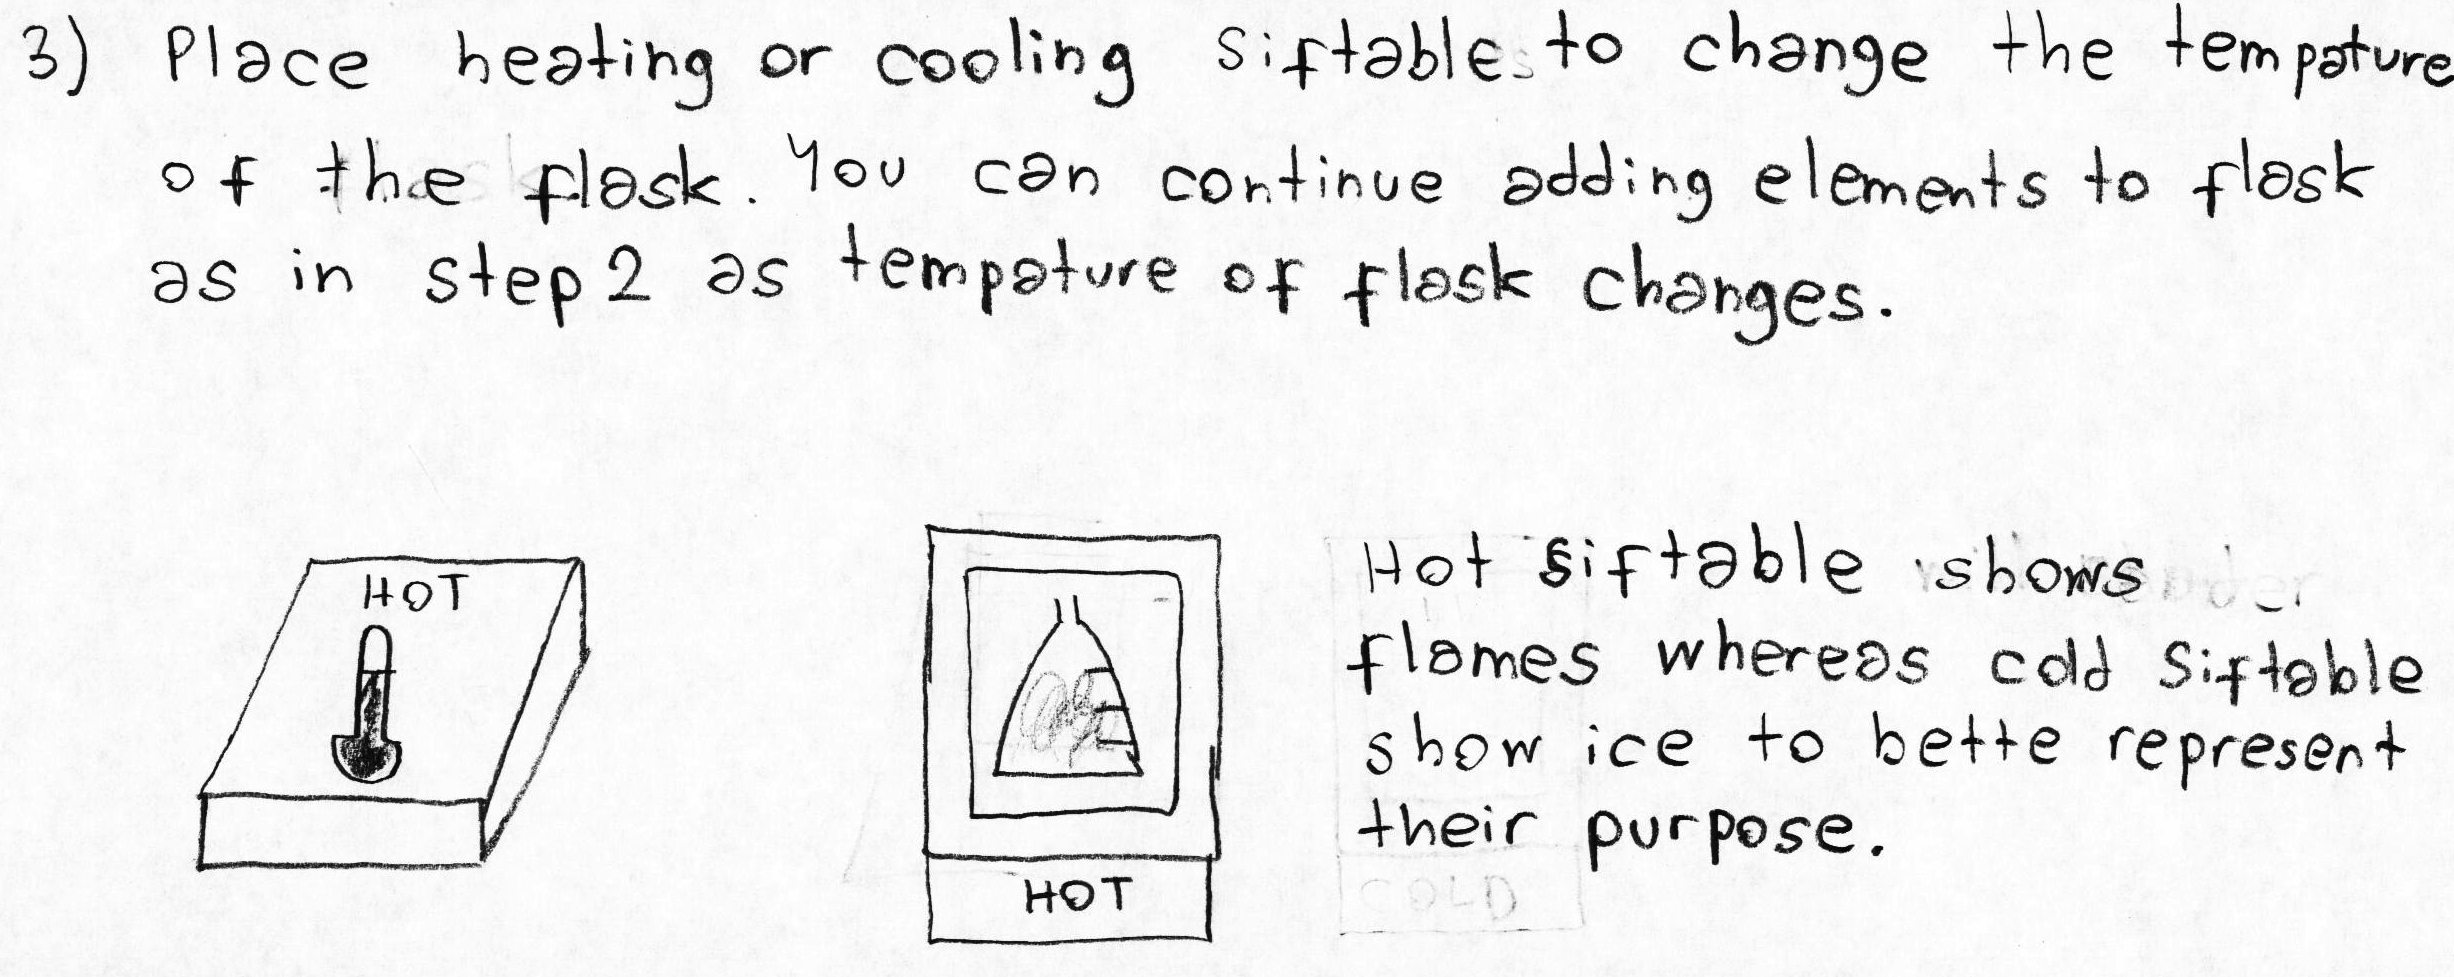 3) Place heating or cooling Siftables to change the tempature
of the flask. You can continue adding elements to flask
as in step 2 as tempature of flask changes.
HOT
HOT
Hot Siftable shows
flames whereas cold Siftable
show ice to bette represent
their purpose.
COLD